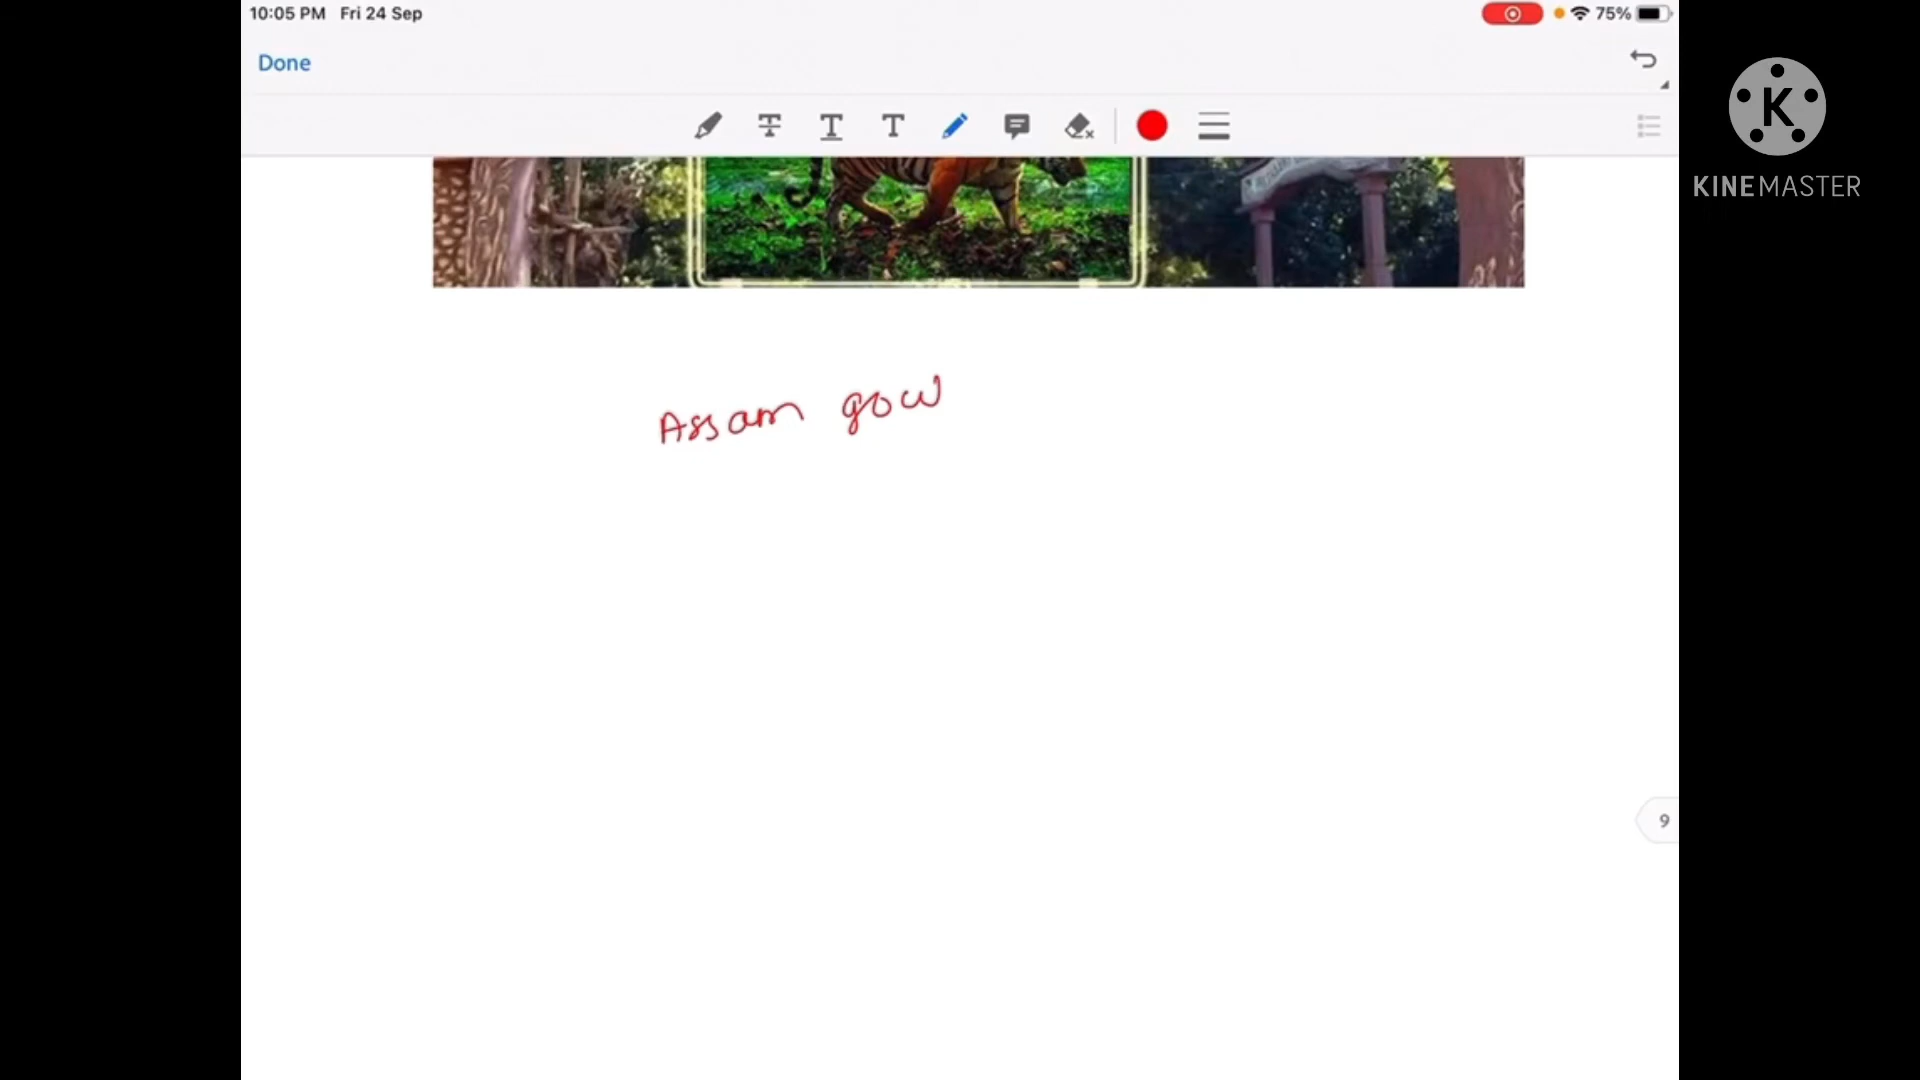 10:05 PM Fri 24 Sep
75%
Done
T T T
K
KINEMASTER
Assam gow
9